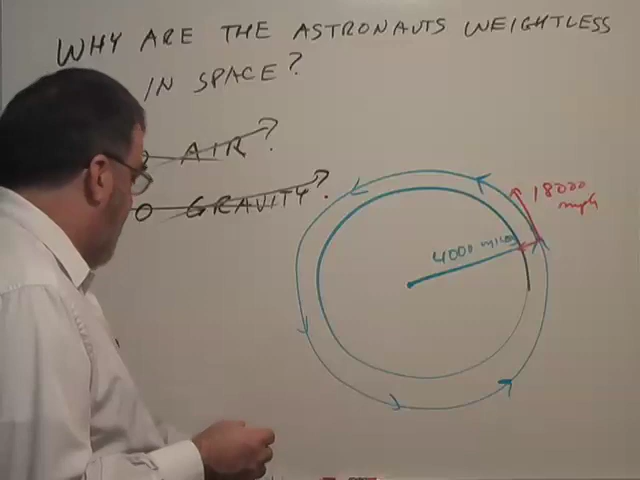 WHY ARE THE ASTRONAUTS WEIGHTLESS
IN SPACE?
O AIR?
O GRAVITY?
18000
mph
4000 miles